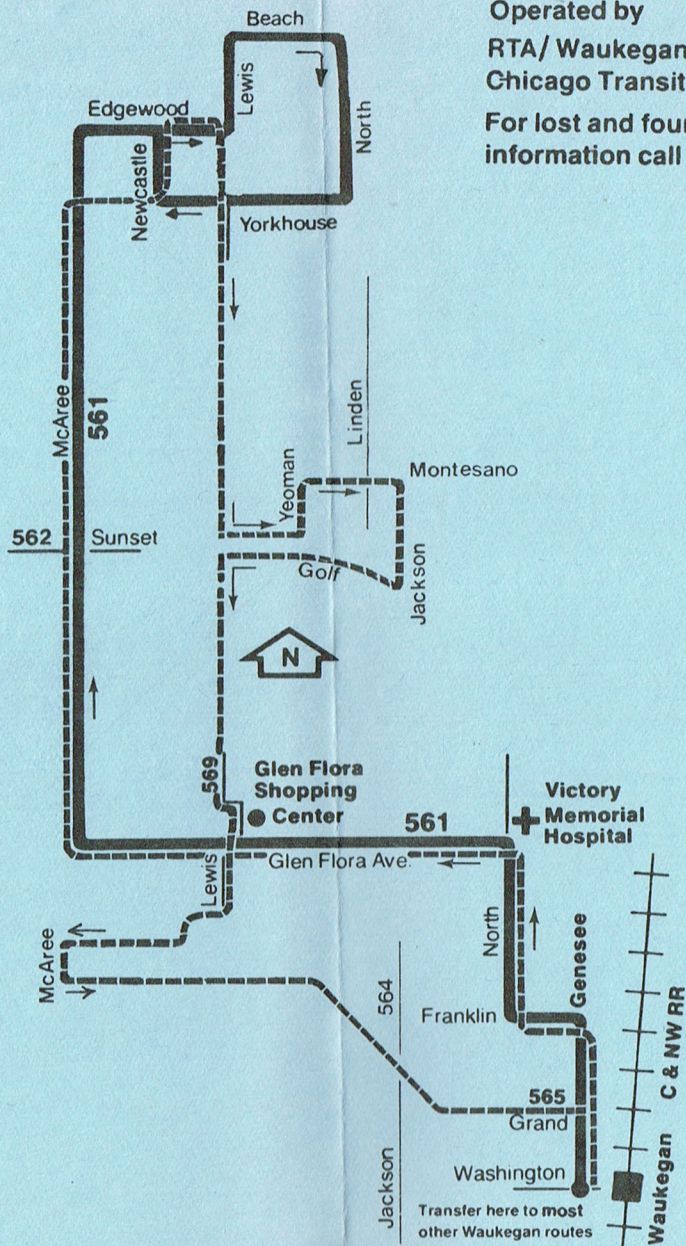 Operated by
RTA/Waukegan
Chicago Transit
For lost and foun
information call
Beach
Lewis
North
Edgewood
Newcastle
Yorkhouse
McAree
561
Linden
Yeoman
Montesano
562
Sunset
Golf
Jackson
N
569
Glen Flora
Shopping
Center
561
Victory
Memorial
Hospital
Glen Flora Ave.
Lewis
McAree
North
Genesee
564
Franklin
C & NW RR
565
Grand
Jackson
Washington
Waukegan
Transfer here to most
other Waukegan routes